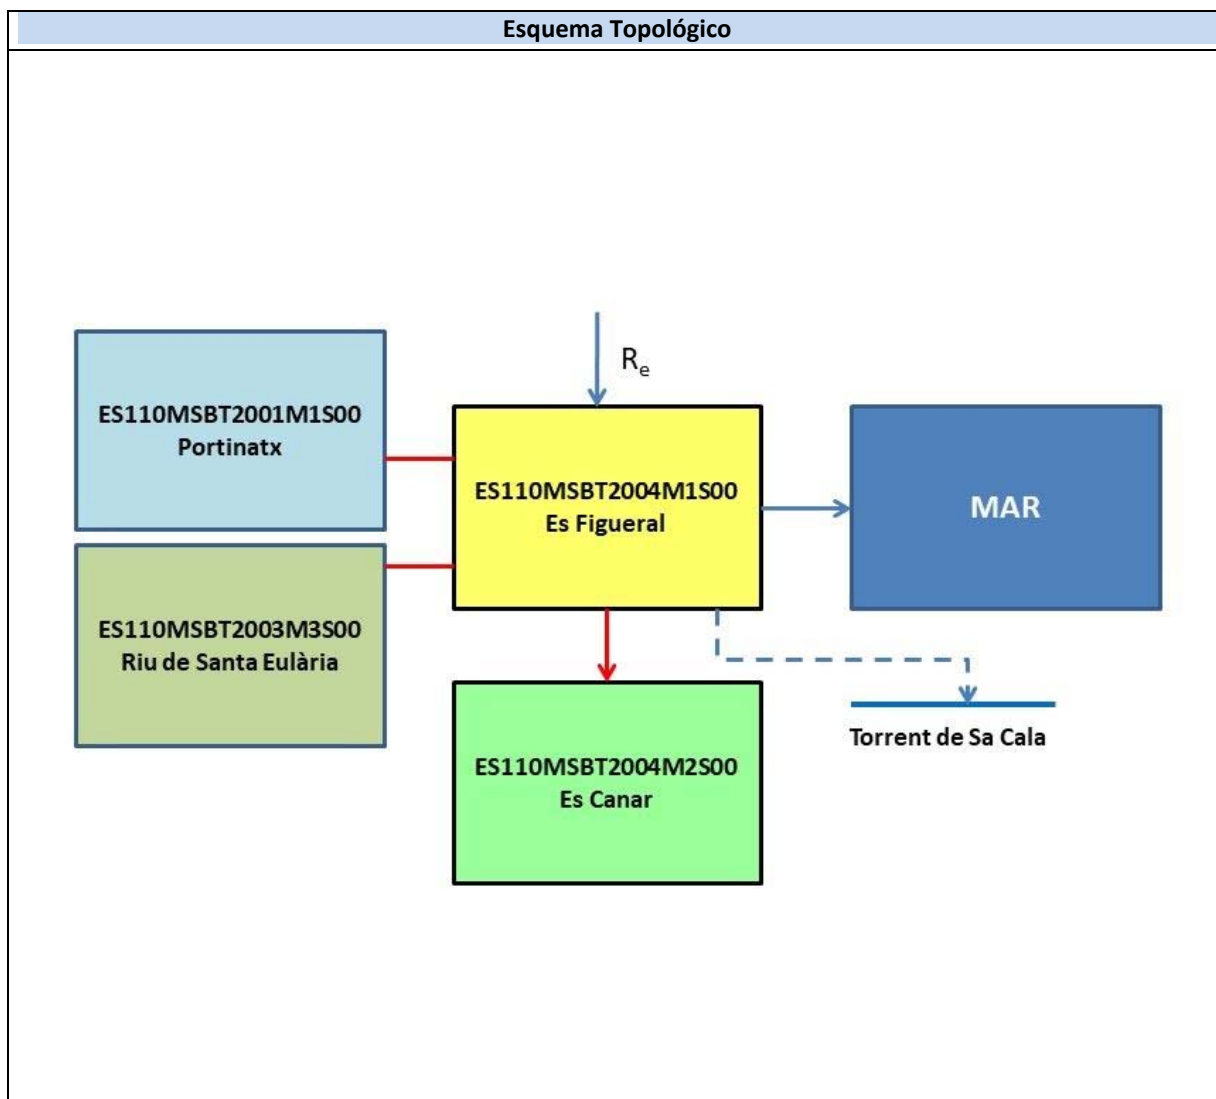 Esquema Topológico
R_e
ES110MSBT2001M1S00
Portinatx
ES110MSBT2004M1S00
Es Figueral
MAR
ES110MSBT2003M3S00
Riu de Santa Eulària
Torrent de Sa Cala
ES110MSBT2004M2S00
Es Canar